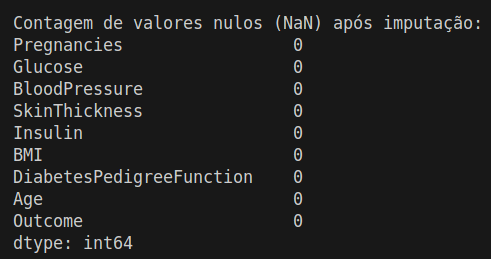 Contagem de valores nulos (NaN) após imputação:
Pregnancies 0
Glucose 0
BloodPressure 0
SkinThickness 0
Insulin 0
BMI 0
DiabetesPedigreeFunction 0
Age 0
Outcome 0
dtype: int64